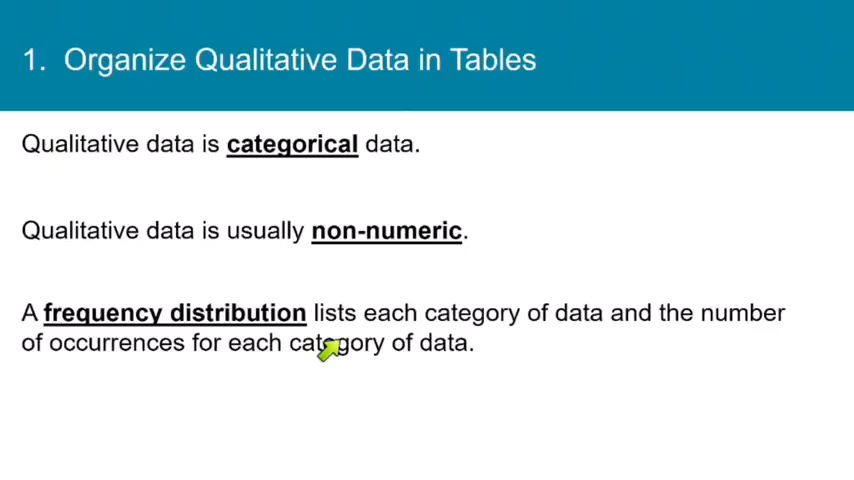 1. Organize Qualitative Data in Tables
Qualitative data is categorical data.
Qualitative data is usually non-numeric.
A frequency distribution lists each category of data and the number
of occurrences for each category of data.